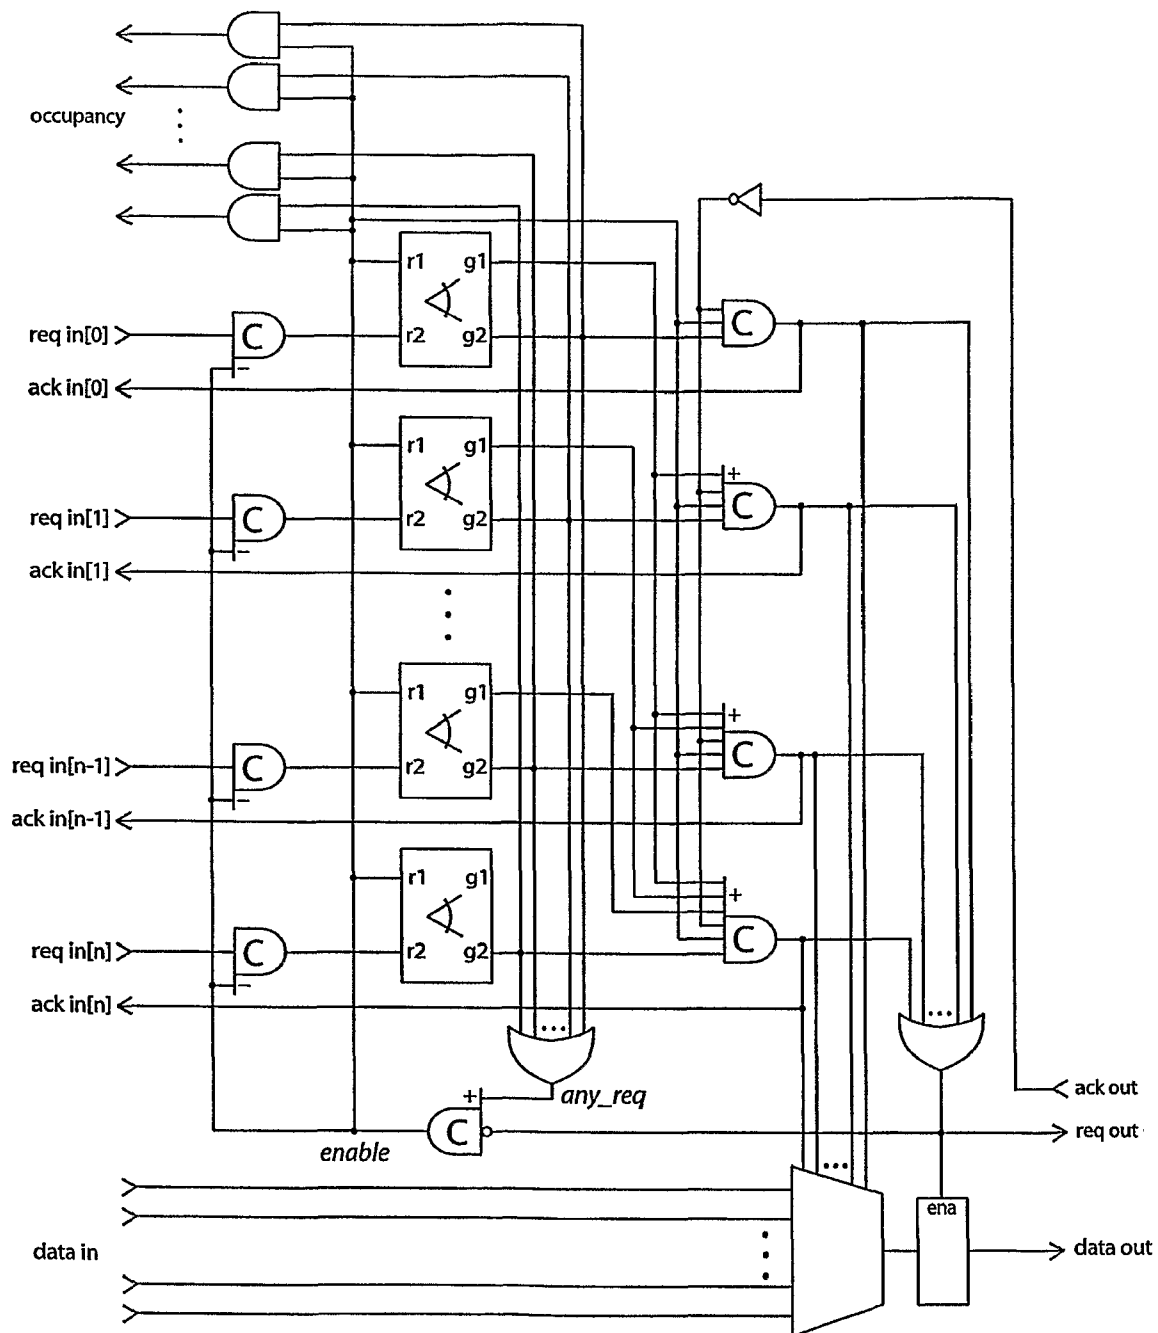 occupancy
r1 g1
C
req in[0] C r2 g2
-
ack in[0]
r1 g1
+
C
req in[1] C r2 g2
-
ack in[1]
r1 g1
+
C
req in[n-1] C r2 g2
-
ack in[n-1]
r1 g1
+
C
req in[n] C r2 g2
-
ack in[n]
+ any_req
ack out
C
req out
enable
ena
data in
data out